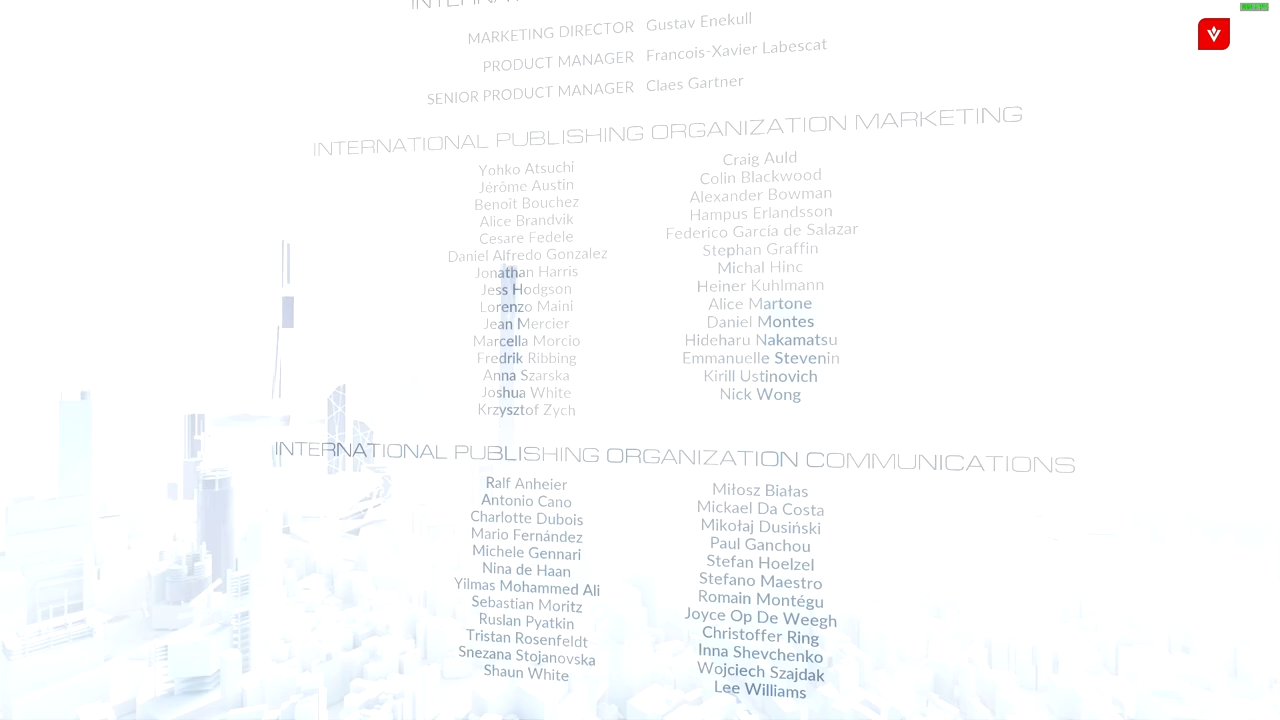 INTERNAT
MARKETING DIRECTOR Gustav Enekull
PRODUCT MANAGER Francois-Xavier Labescat
SENIOR PRODUCT MANAGER Claes Gartner
INTERNATIONAL PUBLISHING ORGANIZATION MARKETING
Yohko Atsuchi
Jérôme Austin
Benoît Bouchez
Alice Brandvik
Cesare Fedele
Daniel Alfredo Gonzalez
Jonathan Harris
Jess Hodgson
Lorenzo Maini
Jean Mercier
Marcella Morcio
Fredrik Ribbing
Anna Szarska
Joshua White
Krzysztof Zych
Craig Auld
Colin Blackwood
Alexander Bowman
Hampus Erlandsson
Federico García de Salazar
Stephan Graffin
Michal Hinc
Heiner Kuhlmann
Alice Martone
Daniel Montes
Hideharu Nakamatsu
Emmanuelle Stevenin
Kirill Ustinovich
Nick Wong
INTERNATIONAL PUBLISHING ORGANIZATION COMMUNICATIONS
Ralf Anheier
Antonio Cano
Charlotte Dubois
Mario Fernández
Michele Gennari
Nina de Haan
Yilmas Mohammed Ali
Sebastian Moritz
Ruslan Pyatkin
Tristan Rosenfeldt
Snezana Stojanovska
Shaun White
Miłosz Białas
Mickael Da Costa
Mikołaj Dusiński
Paul Ganchou
Stefan Hoelzel
Stefano Maestro
Romain Montégu
Joyce Op De Weegh
Christoffer Ring
Inna Shevchenko
Wojciech Szajdak
Lee Williams